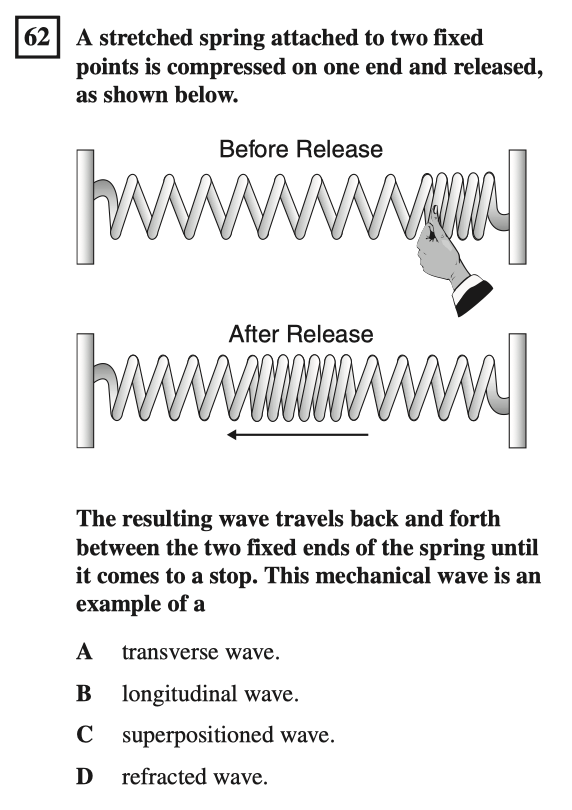 62 A stretched spring attached to two fixed
points is compressed on one end and released,
as shown below.
Before Release
After Release
The resulting wave travels back and forth
between the two fixed ends of the spring until
it comes to a stop. This mechanical wave is an
example of a
A transverse wave.
B longitudinal wave.
C superpositioned wave.
D refracted wave.